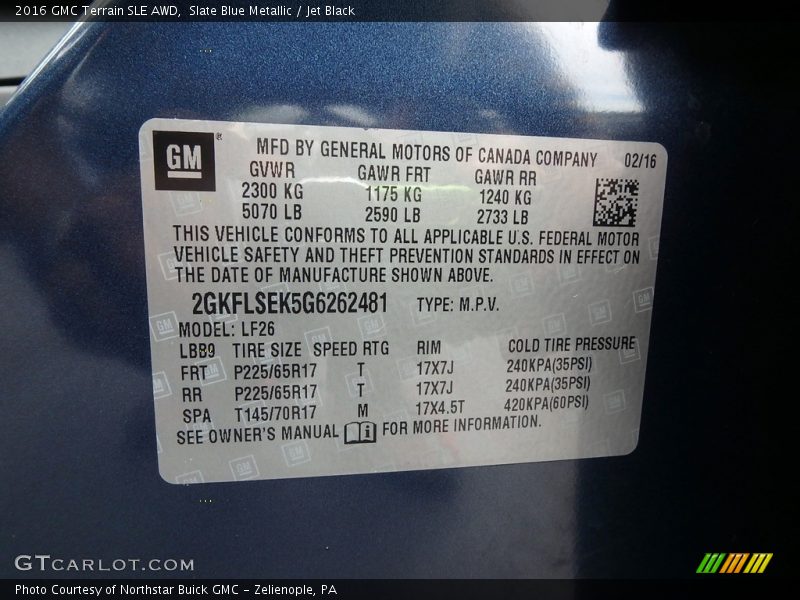 2016 GMC Terrain SLE AWD,  Slate Blue Metallic / Jet Black
GM
®
MFD BY GENERAL MOTORS OF CANADA COMPANY 02/16
GVWR GAWR FRT GAWR RR
2300 KG 1175 KG 1240 KG
5070 LB 2590 LB 2733 LB
THIS VEHICLE CONFORMS TO ALL APPLICABLE U.S. FEDERAL MOTOR
VEHICLE SAFETY AND THEFT PREVENTION STANDARDS IN EFFECT ON
THE DATE OF MANUFACTURE SHOWN ABOVE.
2GKFLSEK5G6262481 TYPE: M.P.V.
MODEL: LF26
LBB9 TIRE SIZE SPEED RTG RIM COLD TIRE PRESSURE
FRT P225/65R17 T 17X7J 240KPA(35PSI)
RR P225/65R17 T 17X7J 240KPA(35PSI)
SPA T145/70R17 M 17X4.5T 420KPA(60PSI)
SEE OWNER'S MANUAL i FOR MORE INFORMATION.
GTCARLOT.COM
Photo Courtesy of Northstar Buick GMC - Zelienople, PA